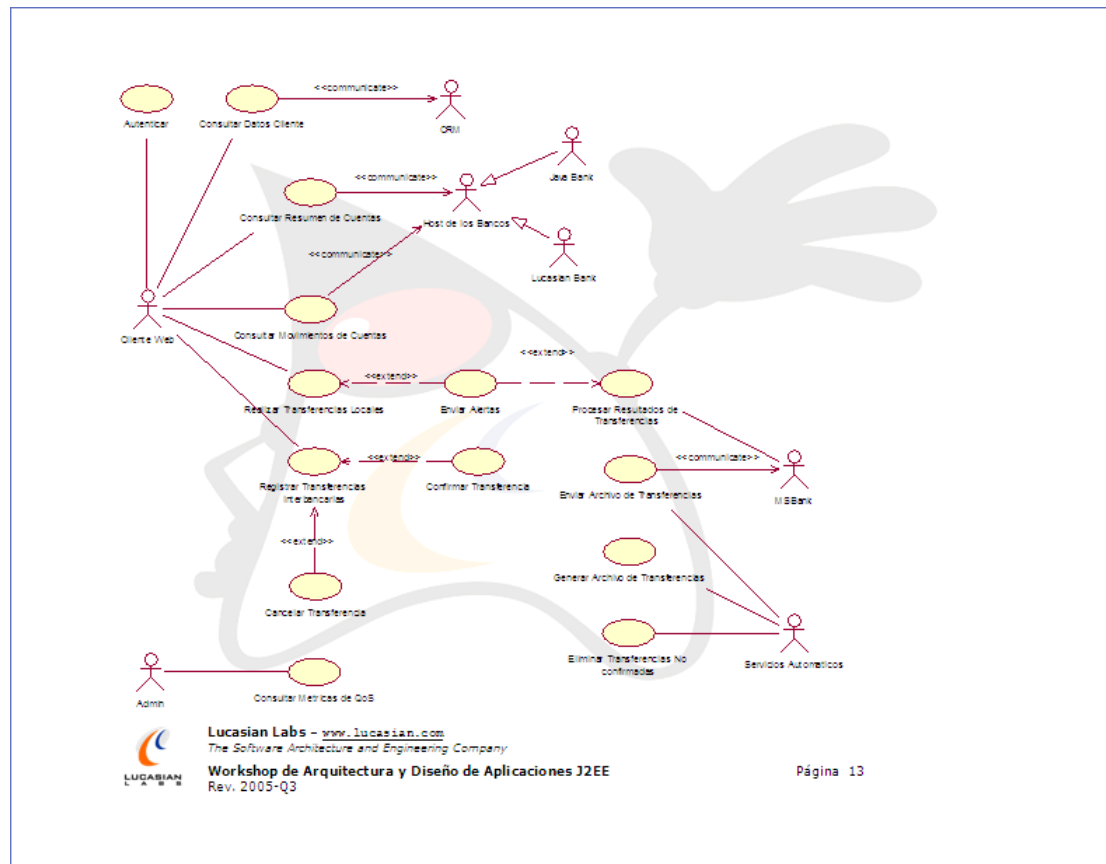 <<communicate>>
Autenticar
Consultar Datos Cliente
CRM
Java Bank
<<communicate>>
Consultar Resumen de Cuentas
Host de los Bancos
<<communicate>>
Lucasian Bank
Cliente Web
Consultar Movimientos de Cuentas
<<extend>>
<<extend>>
Realizar Transferencias Locales
Enviar Alertas
Procesar Resultados de
Transferencias
<<extend>>
<<communicate>>
Registrar Transferencias
Interbancarias
Confirmar Transferencia
Enviar Archivo de Transferencias
MSBank
<<extend>>
Generar Archivo de Transferencias
Cancelar Transferencia
Eliminar Transferencias No
confirmadas
Servicios Automaticos
Admin
Consultar Metricas de QoS
LUCASIAN
LABS
Lucasian Labs – www.lucasian.com
The Software Architecture and Engineering Company
Workshop de Arquitectura y Diseño de Aplicaciones J2EE
Página 13
Rev. 2005-Q3